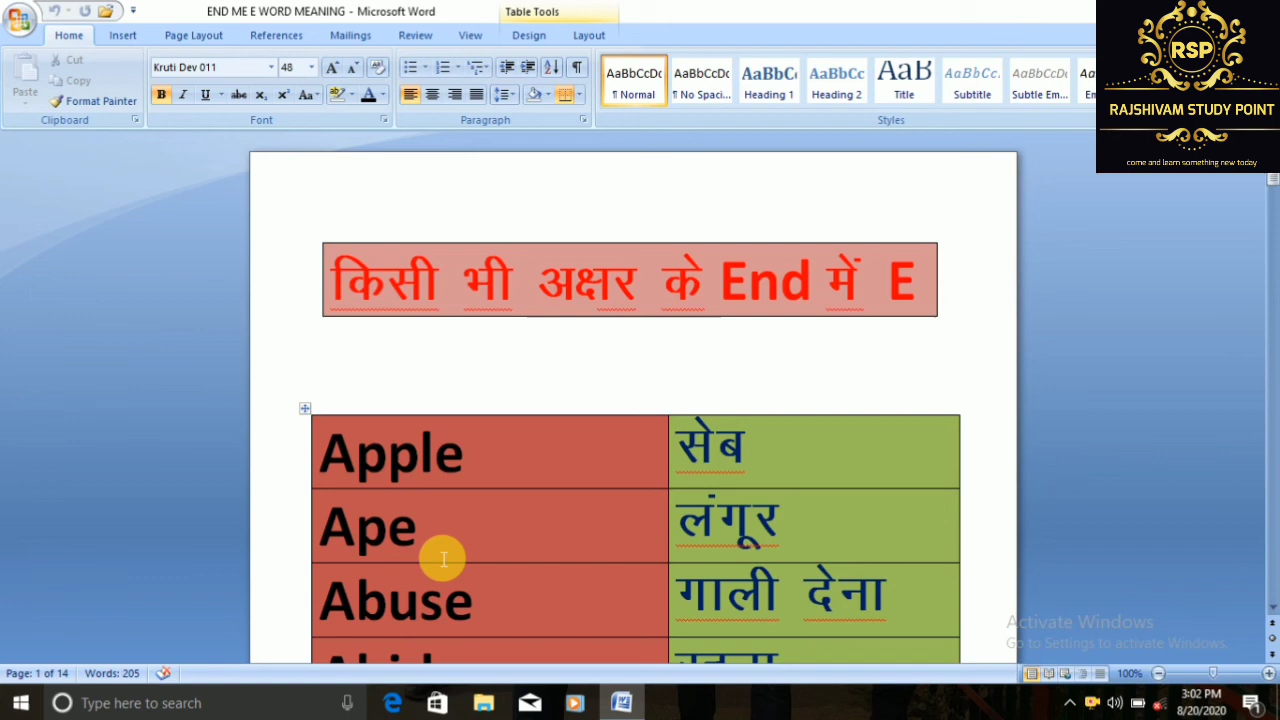 END ME E WORD MEANING - Microsoft Word
Table Tools
Home Insert Page Layout References Mailings Review View Design Layout
Paste
Cut
Copy
Format Painter
Clipboard
Kruti Dev 011 48
B I U abe x₂ x² Aa
Font
Paragraph
AaBbCcDc AaBbCcDc AaBbC AaBbCc AaB AaBbCc. AaBbCcDc
¶ Normal ¶ No Spaci... Heading 1 Heading 2 Title Subtitle Subtle Em...
Styles
RSP
RAJSHIVAM STUDY POINT
come and learn something new today
किसी भी अक्षर के End में E
Apple सेब
Ape लंगूर
Abuse गाली देना
Activate Windows
Go to Settings to activate Windows.
Page: 1 of 14 Words: 205 100%
Type here to search
3:02 PM
8/20/2020